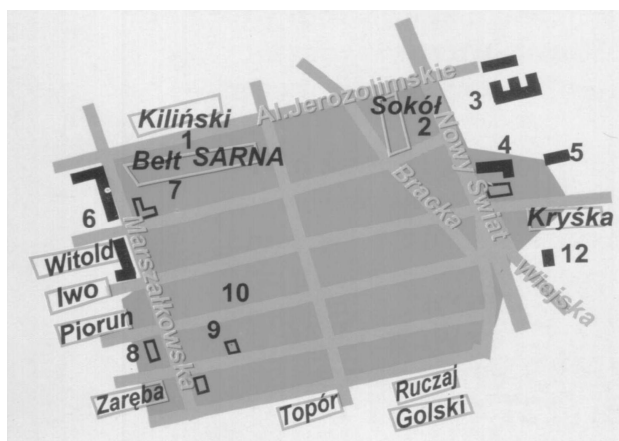 Kiliński
1
Al.Jerozolimskie
Sokół
2
3
Bełt SARNA
7
Nowy Świat
4
5
6
Bracka
Kryśka
Marszałkowska
Witold
12
Iwo
Wiejska
10
Piorun
9
8
Zaręba
Topór
Ruczaj
Golski